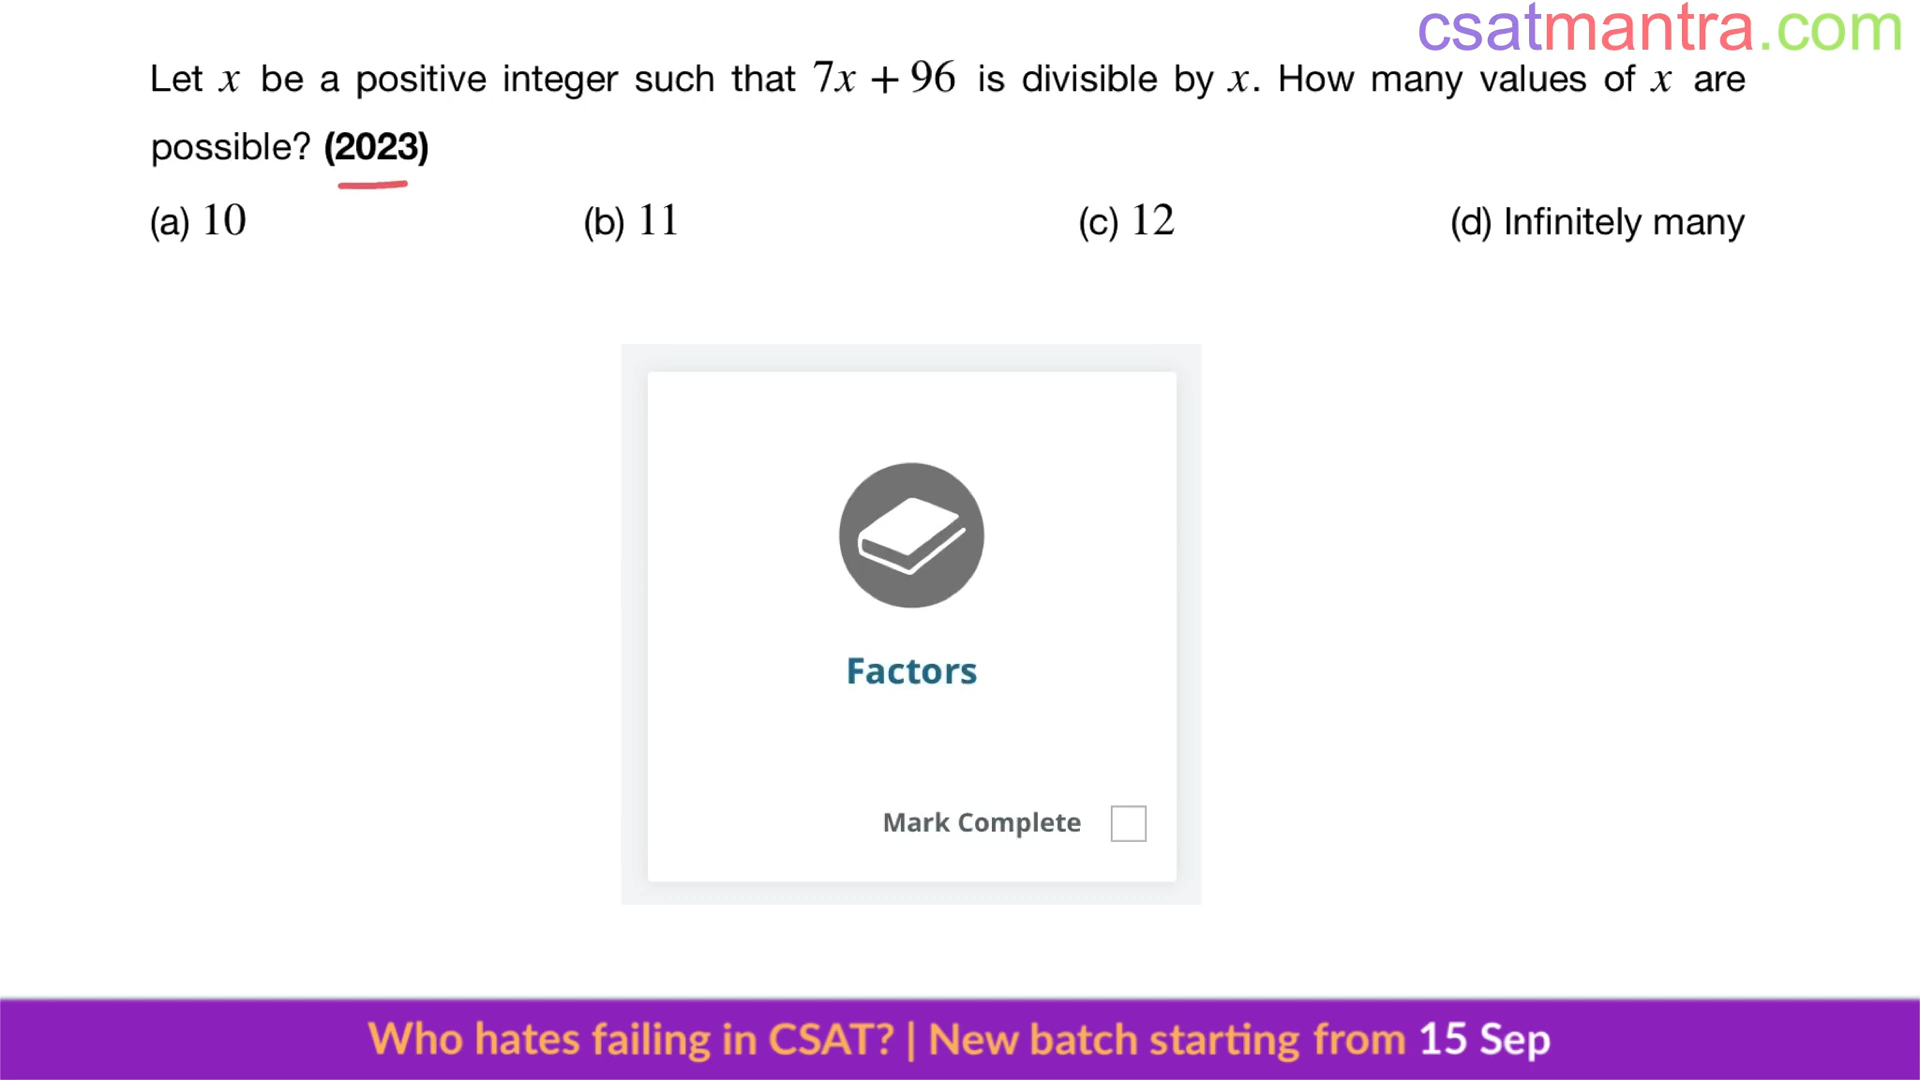 csatmantra.com
Let x be a positive integer such that 7x + 96 is divisible by x. How many values of x are
possible? (2023)
(a) 10 (b) 11 (c) 12 (d) Infinitely many
Factors
Mark Complete
Who hates failing in CSAT? | New batch starting from 15 Sep